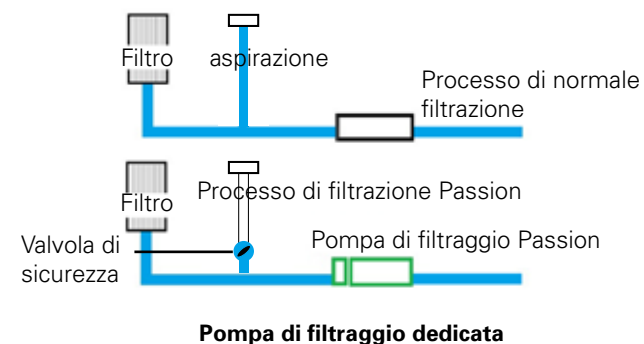 Filtro
aspirazione
Processo di normale
filtrazione
Filtro
Processo di filtrazione Passion
Valvola di
sicurezza
Pompa di filtraggio Passion
Pompa di filtraggio dedicata